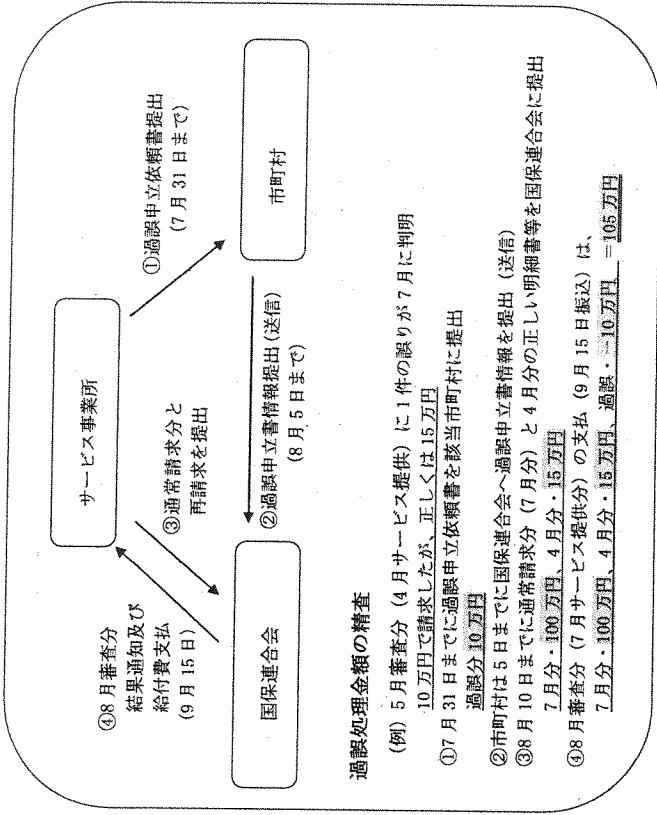 サービス事業所
①過誤申立依頼書提出
(7月31日まで)
④8月審査分
結果通知及び
給付費支払
(9月15日)
③通常請求分と
再請求を提出
国保連合会
②過誤申立書情報提出(送信)
(8月5日まで)
市町村
過誤処理金額の精査
(例) 5月審査分(4月サービス提供)に1件の誤りが7月に判明
10万円で請求したが、正しくは15万円
①7月31日までに過誤申立依頼書を該当市町村に提出
過誤分10万円
②市町村は5日までに国保連合会へ過誤申立書情報を提出(送信)
③8月10日までに通常請求分(7月分)と4月分の正しい明細書等を国保連合会に提出
7月分・100万円、4月分・15万円
④8月審査分(7月サービス提供分)の支払(9月15日振込)は、
7月分・100万円、4月分・15万円、過誤・−10万円 =105万円